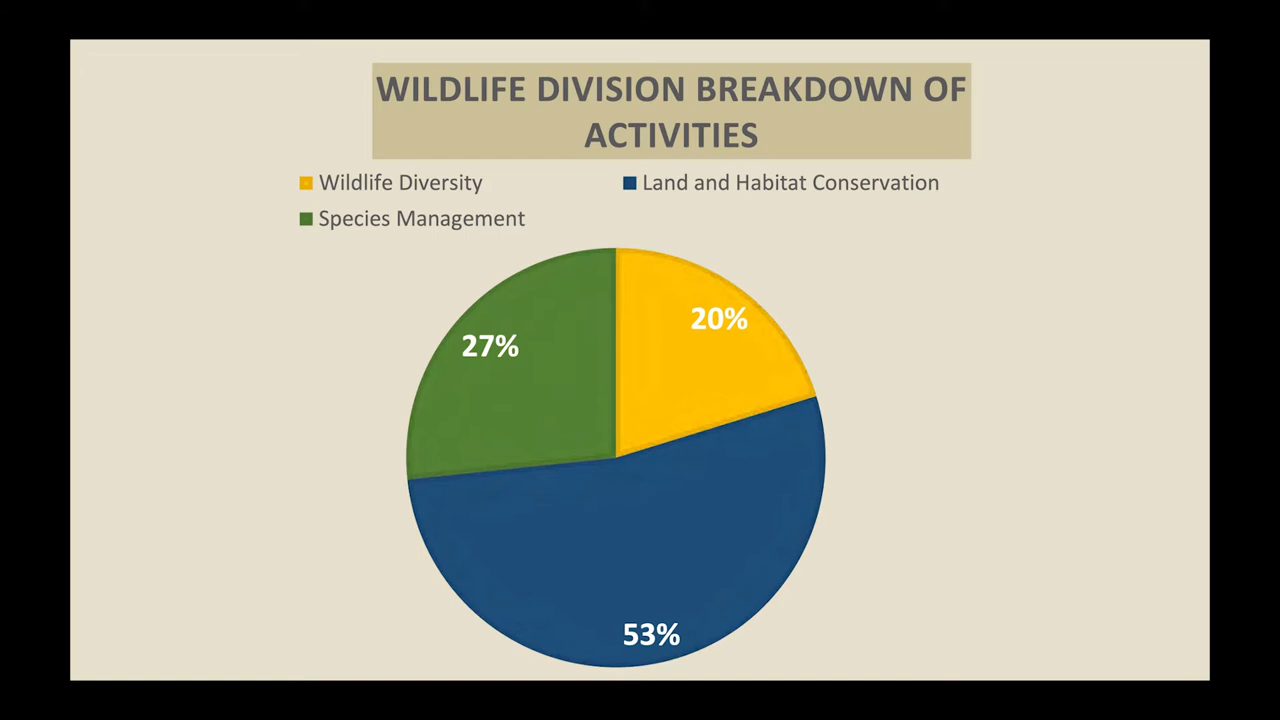 WILDLIFE DIVISION BREAKDOWN OF
ACTIVITIES
Wildlife Diversity
Land and Habitat Conservation
Species Management
20%
27%
53%